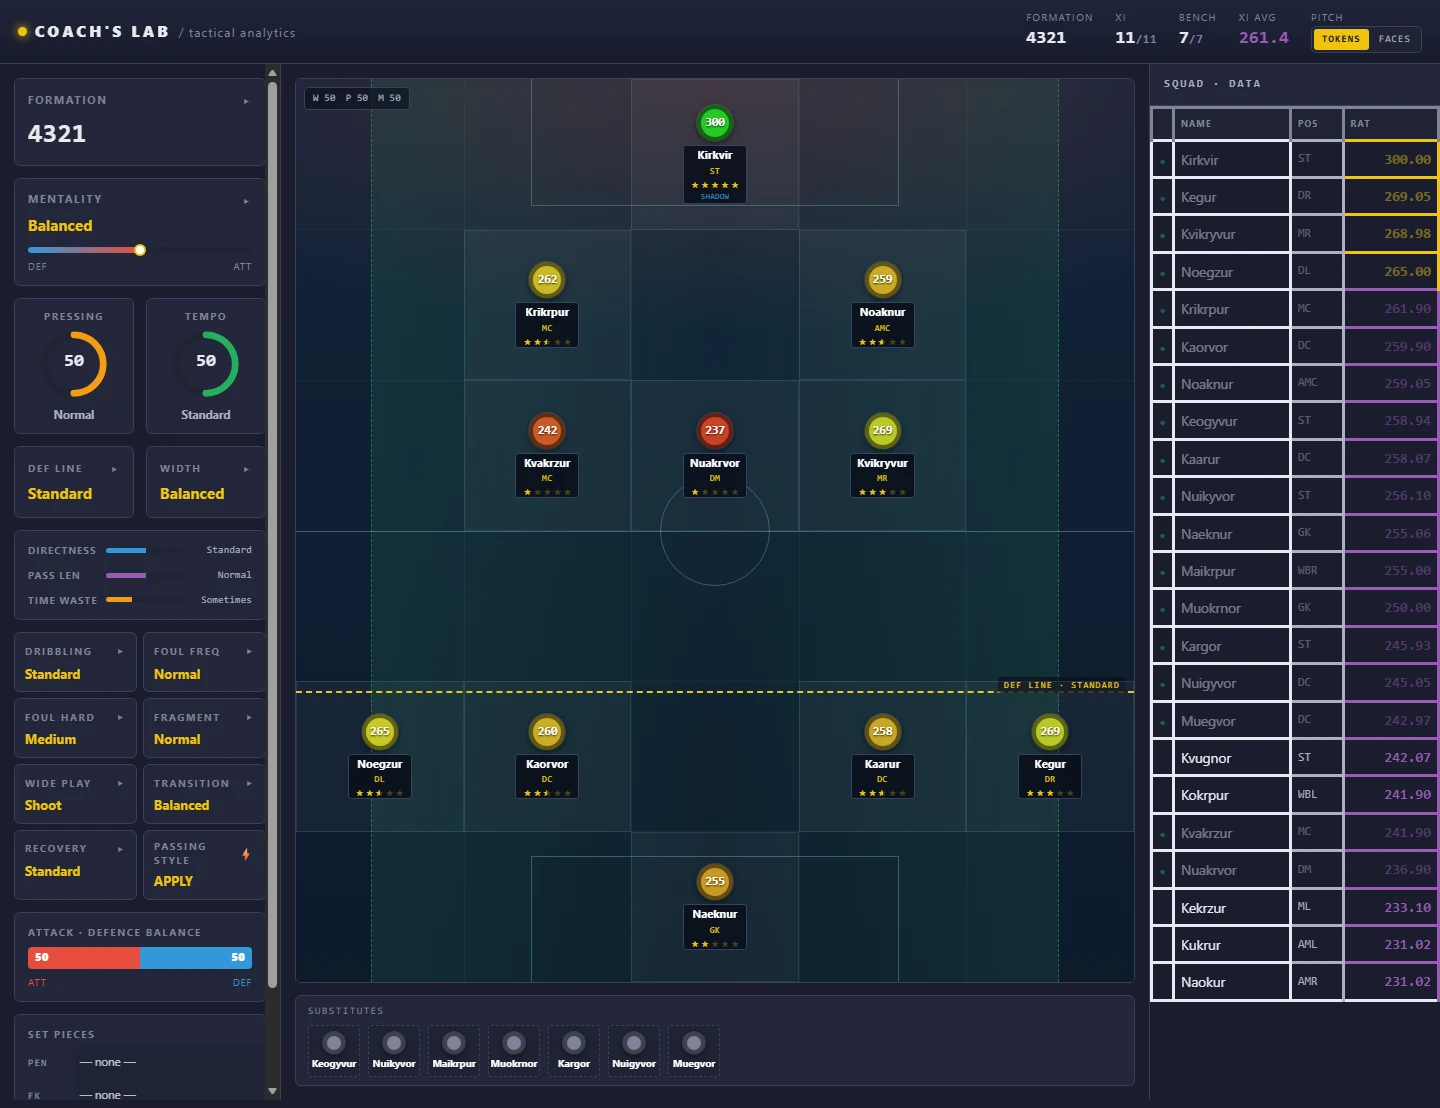 COACH'S LAB / tactical analytics
FORMATION
4321
XI
11/11
BENCH
7/7
XI AVG
261.4
PITCH
TOKENS FACES
FORMATION
4321
MENTALITY
Balanced
DEF ATT
PRESSING
50
Normal
TEMPO
50
Standard
DEF LINE
Standard
WIDTH
Balanced
DIRECTNESS Standard
PASS LEN Normal
TIME WASTE Sometimes
DRIBBLING
Standard
FOUL FREQ
Normal
FOUL HARD
Medium
FRAGMENT
Normal
WIDE PLAY
Shoot
TRANSITION
Balanced
RECOVERY
Standard
PASSING STYLE
APPLY
ATTACK · DEFENCE BALANCE
50 50
ATT DEF
SET PIECES
PEN — none —
FK — none —
W 50 P 50 M 50
300
Kirkvir
ST
SHADOW
262
Krikrpur
MC
259
Noaknur
AMC
242
Kvakrzur
MC
237
Nuakrvor
DM
269
Kvikryvur
MR
DEF LINE · STANDARD
265
Noegzur
DL
260
Kaorvor
DC
258
Kaarur
DC
269
Kegur
DR
255
Naeknur
GK
SUBSTITUTES
Keogyvur Nuikyvor Maikrpur Muokrnor Kargor Nuigyvor Muegvor
SQUAD · DATA
NAME POS RAT
Kirkvir ST 300.00
Kegur DR 269.05
Kvikryvur MR 268.98
Noegzur DL 265.00
Krikrpur MC 261.90
Kaorvor DC 259.90
Noaknur AMC 259.05
Keogyvur ST 258.94
Kaarur DC 258.07
Nuikyvor ST 256.10
Naeknur GK 255.06
Maikrpur WBR 255.00
Muokrnor GK 250.00
Kargor ST 245.93
Nuigyvor DC 245.05
Muegvor DC 242.97
Kvugnor ST 242.07
Kokrpur WBL 241.90
Kvakrzur MC 241.90
Nuakrvor DM 236.90
Kekrzur ML 233.10
Kukrur AML 231.02
Naokur AMR 231.02